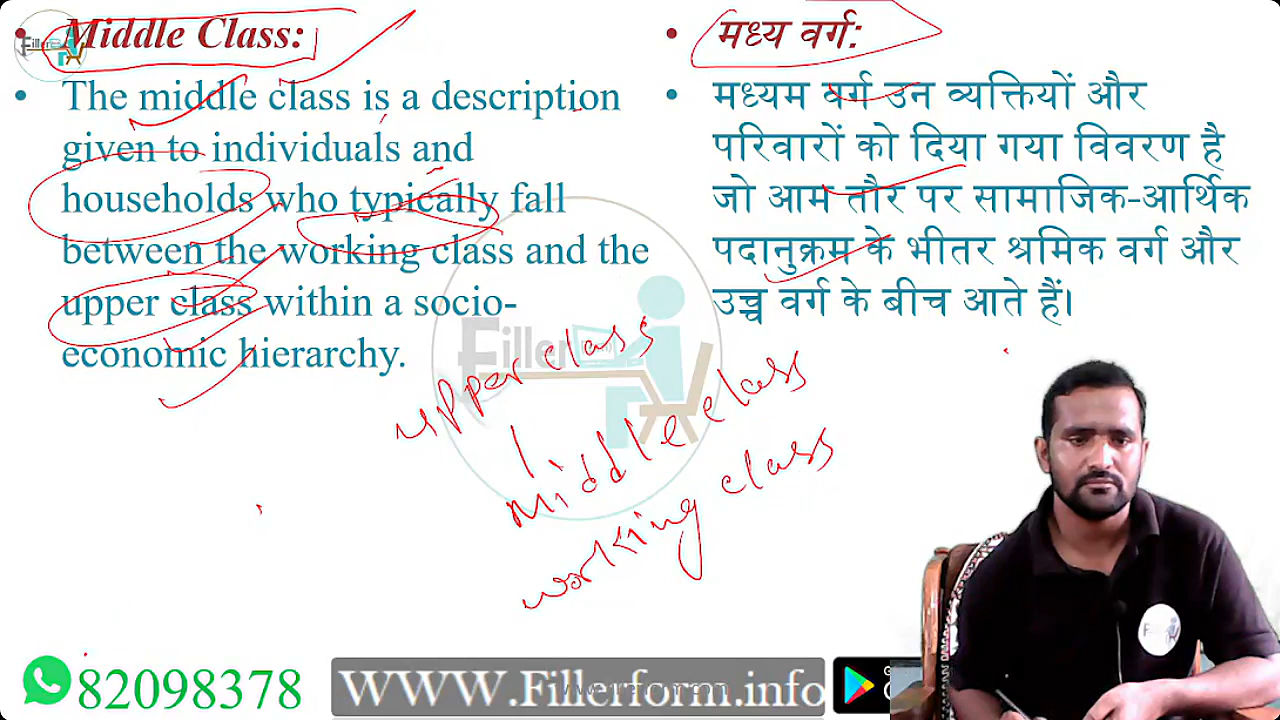 • Middle Class:
• The middle class is a description
given to individuals and
households who typically fall
between the working class and the
upper class within a socio-
economic hierarchy.
• मध्य वर्ग:
• मध्यम वर्ग उन व्यक्तियों और
परिवारों को दिया गया विवरण है
जो आम तौर पर सामाजिक-आर्थिक
पदानुक्रम के भीतर श्रमिक वर्ग और
उच्च वर्ग के बीच आते हैं।
Filler
upper class
middle class
working class
82098378
www.Fillerform.info